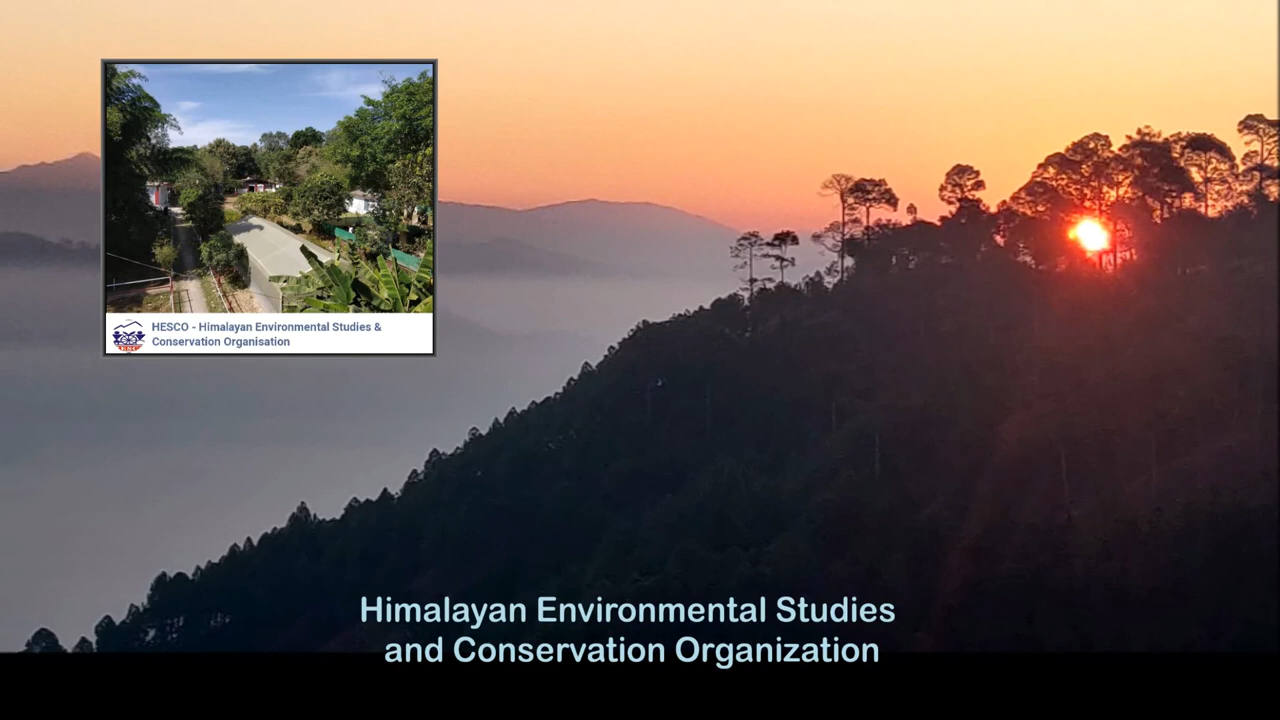 HESCO - Himalayan Environmental Studies &
Conservation Organisation
Himalayan Environmental Studies
and Conservation Organization